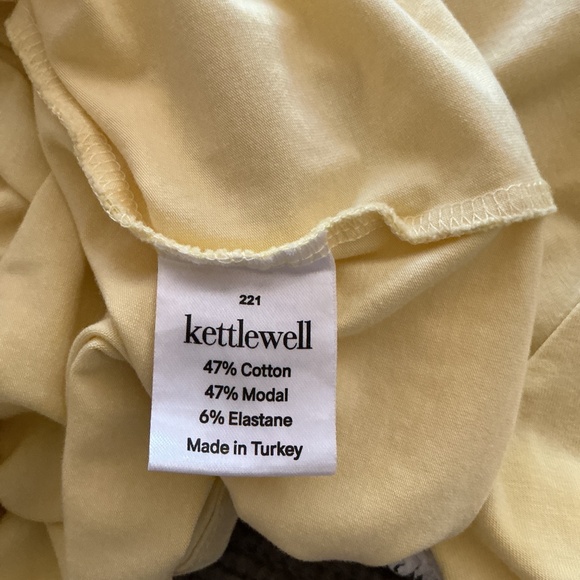 221
kettlewell
47% Cotton
47% Modal
6% Elastane
Made in Turkey